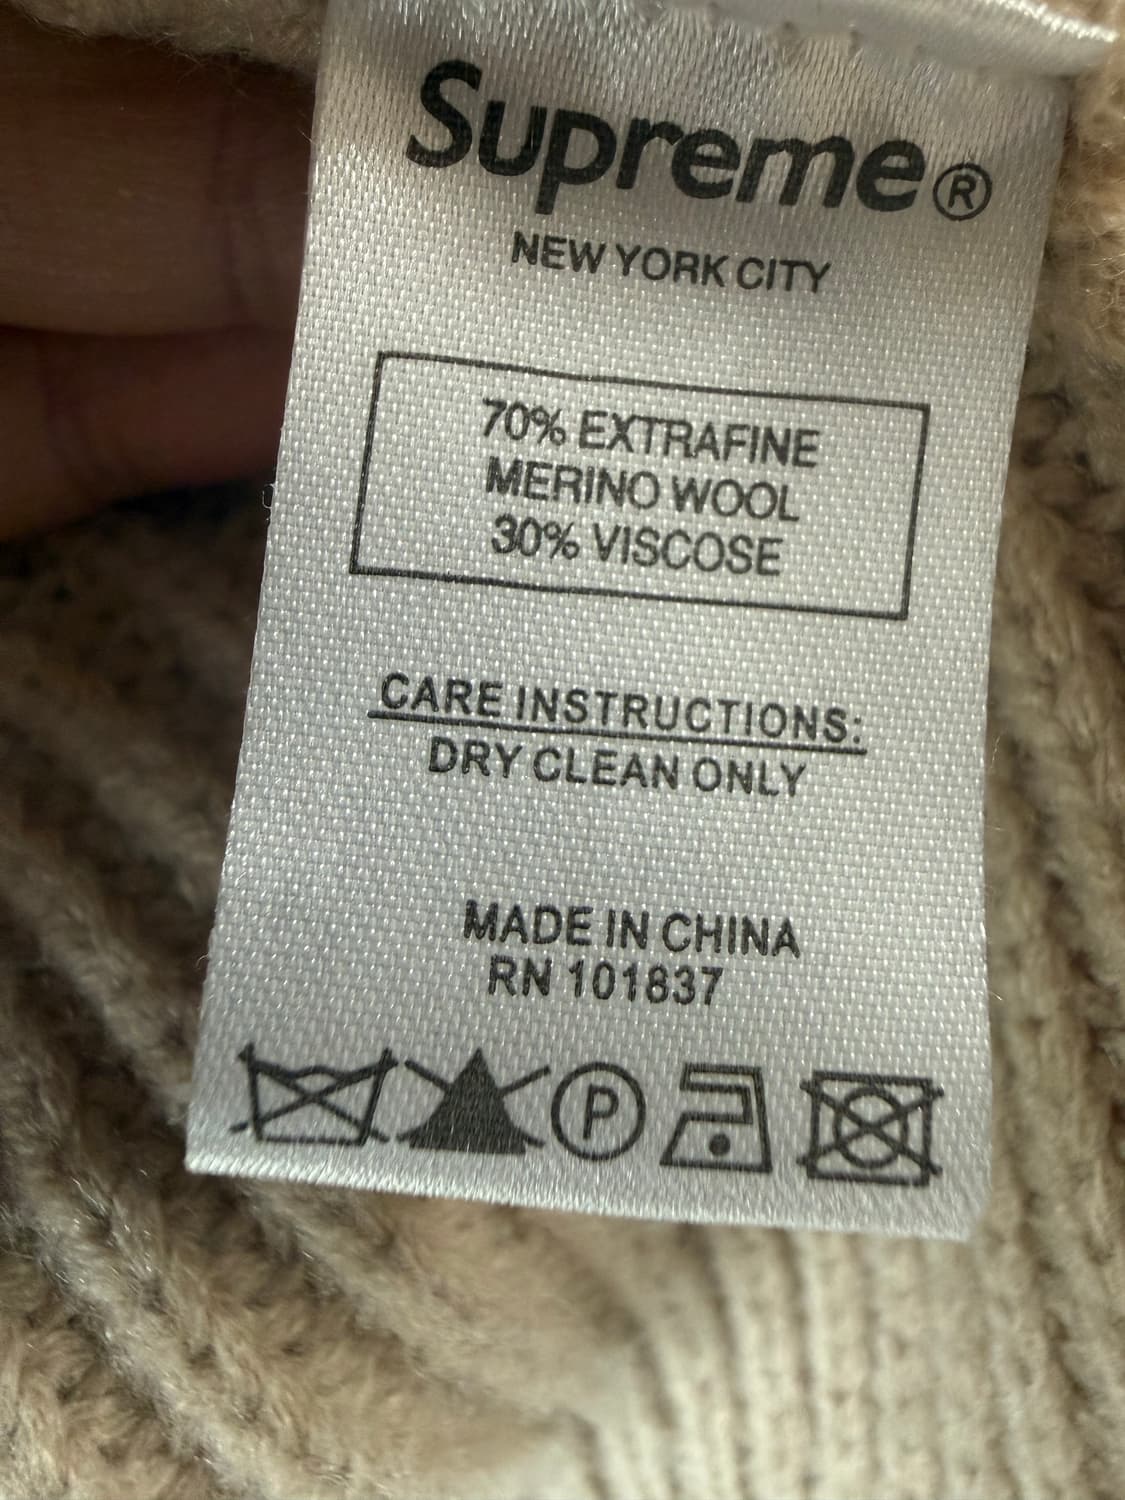 Supreme®
NEW YORK CITY
70% EXTRAFINE
MERINO WOOL
30% VISCOSE
CARE INSTRUCTIONS:
DRY CLEAN ONLY
MADE IN CHINA
RN 101837
P